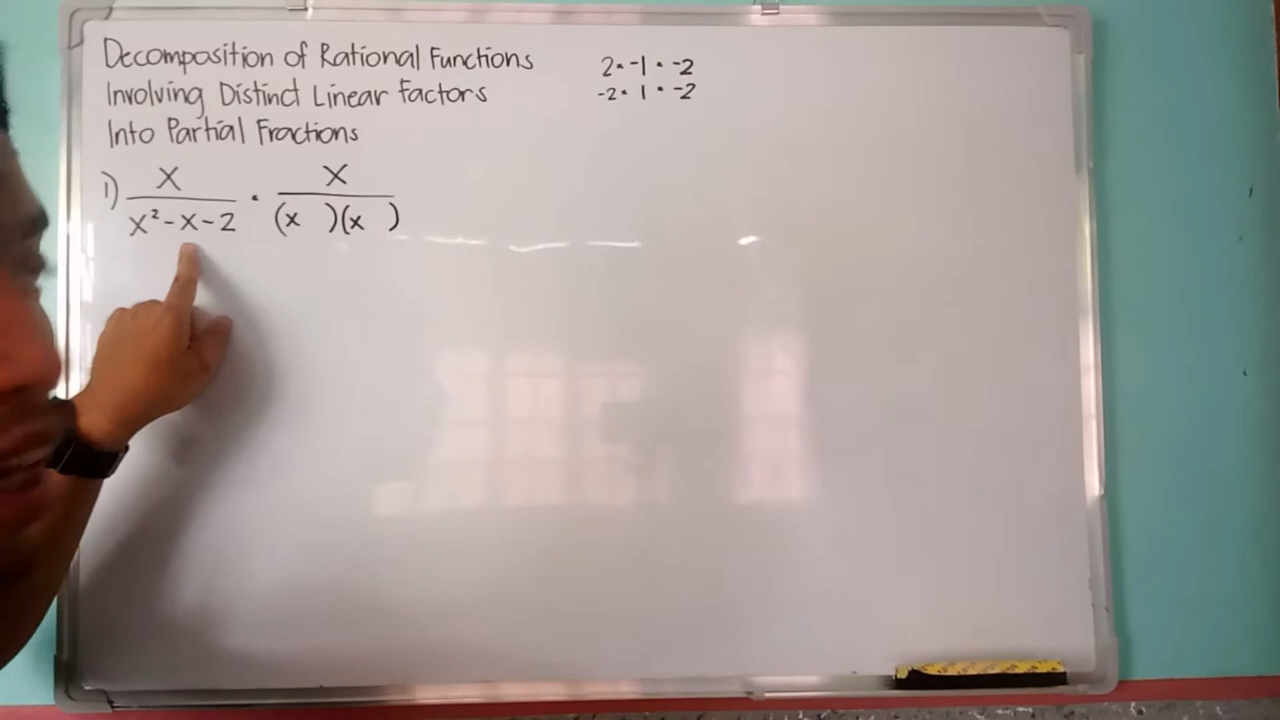 Decomposition of Rational Functions
Involving Distinct Linear Factors
Into Partial Fractions
2 · -1 = -2
-2 · 1 = -2
1) x / (x² - x - 2) = x / (x  )(x  )